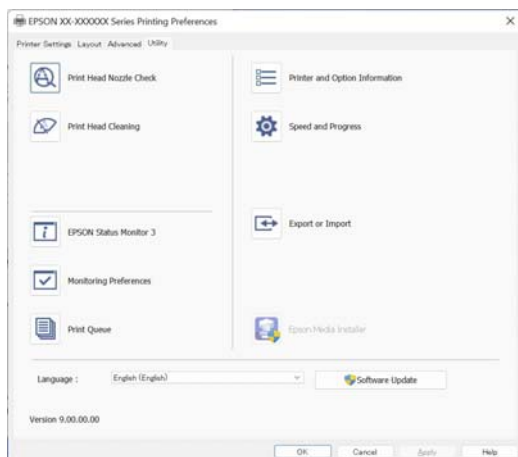 EPSON XX-XXXXXX Series Printing Preferences
Printer Settings Layout Advanced Utility
Print Head Nozzle Check
Printer and Option Information
Print Head Cleaning
Speed and Progress
EPSON Status Monitor 3
Export or Import
Monitoring Preferences
Print Queue
Epson Media Installer
Language :
English (English)
Software Update
Version 9.00.00.00
OK Cancel Apply Help